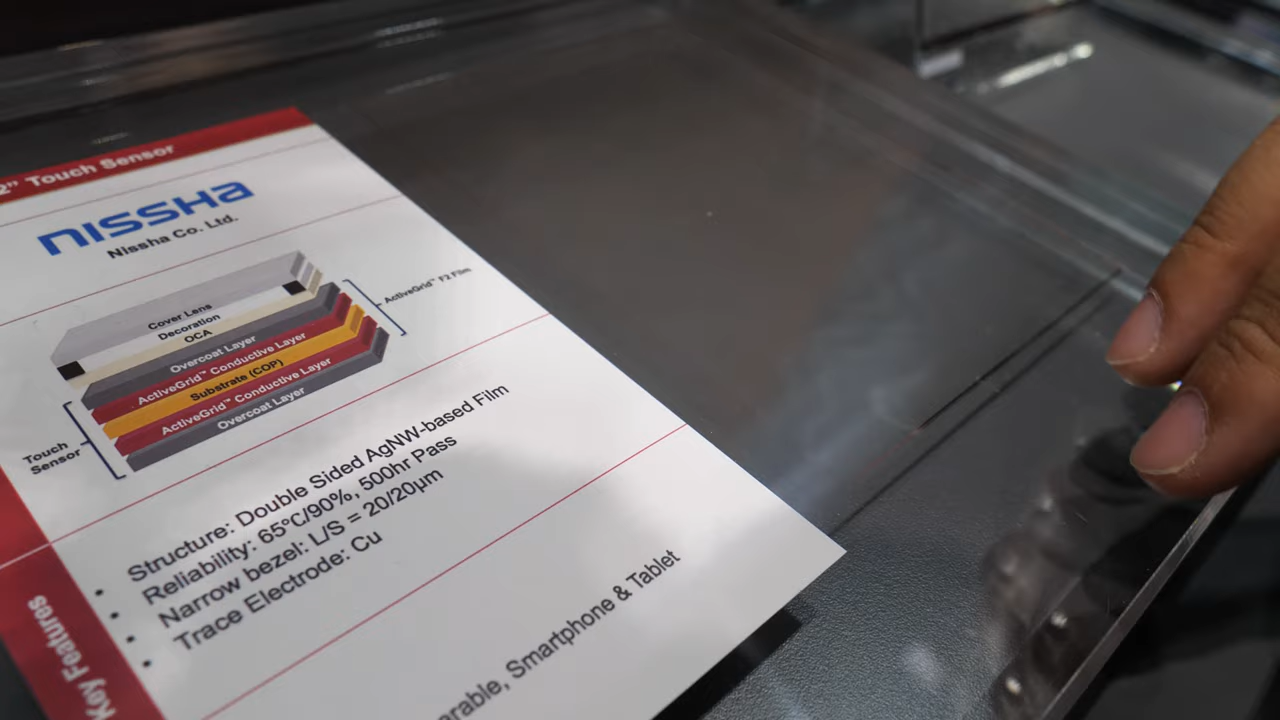 2” Touch Sensor
nissha
Nissha Co. Ltd.
Cover Lens
Decoration
OCA
Overcoat Layer
ActiveGrid™ Conductive Layer
Substrate (COP)
ActiveGrid™ Conductive Layer
Overcoat Layer
ActiveGrid™ F2 Film
Touch
Sensor
Key Features
• Structure: Double Sided AgNW-based Film
• Reliability: 65℃/90%, 500hr Pass
• Narrow bezel: L/S = 20/20μm
• Trace Electrode: Cu
arable, Smartphone & Tablet